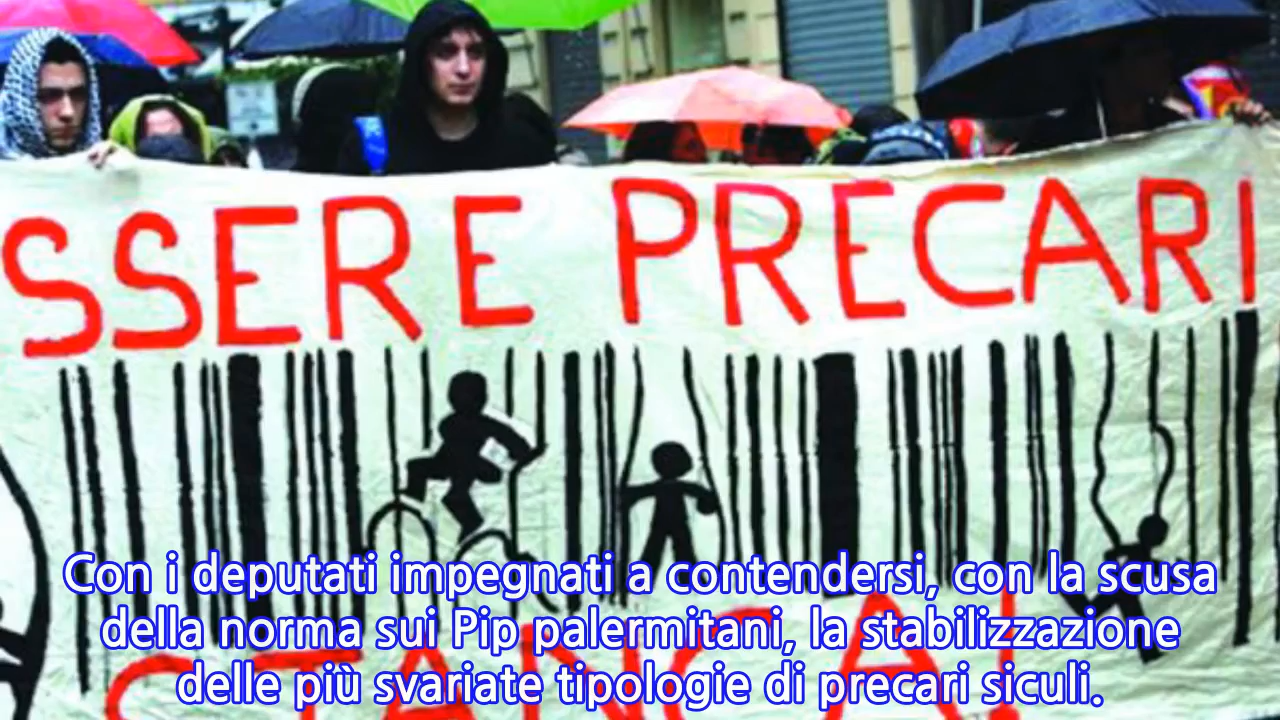 SSERE PRECARI
STANCA!
Con i deputati impegnati a contendersi, con la scusa
della norma sui Pip palermitani, la stabilizzazione
delle più svariate tipologie di precari siculi.